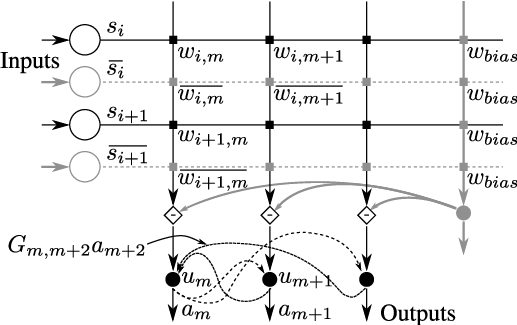 s_i
Inputs
w_{i,m} w_{i,m+1} w_{bias}
\overline{s_i}
w_{\overline{i,m}} w_{\overline{i,m+1}} w_{bias}
s_{i+1}
w_{i+1,m} w_{bias}
\overline{s_{i+1}}
w_{\overline{i+1,m}} w_{bias}
- - -
G_{m,m+2}a_{m+2}
u_m u_{m+1}
a_m a_{m+1} Outputs